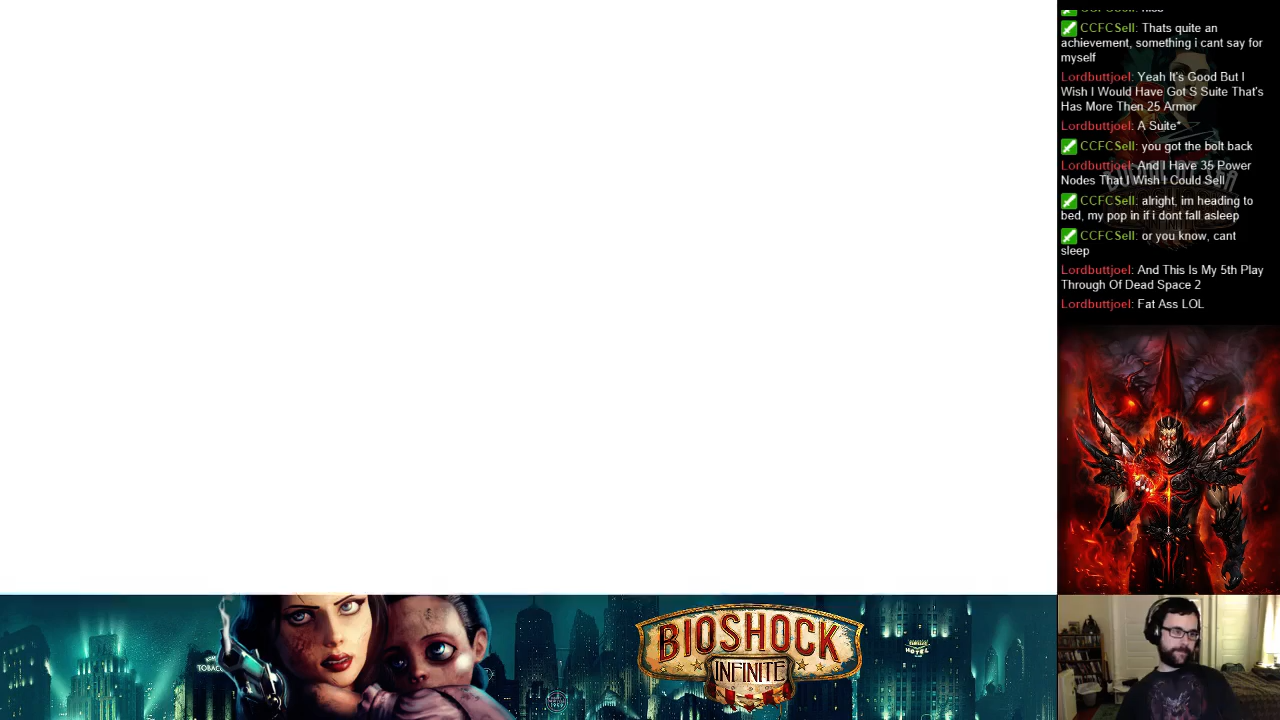 CCFCSell: Thats quite an
achievement, something i cant say for
myself
Lordbuttjoel: Yeah It's Good But I
Wish I Would Have Got S Suite That's
Has More Then 25 Armor
Lordbuttjoel: A Suite*
CCFCSell: you got the bolt back
Lordbuttjoel: And I Have 35 Power
Nodes That I Wish I Could Sell
CCFCSell: alright, im heading to
bed, my pop in if i dont fall asleep
CCFCSell: or you know, cant
sleep
Lordbuttjoel: And This Is My 5th Play
Through Of Dead Space 2
Lordbuttjoel: Fat Ass LOL
TOBACCO
BIOSHOCK
INFINITE
HOTEL